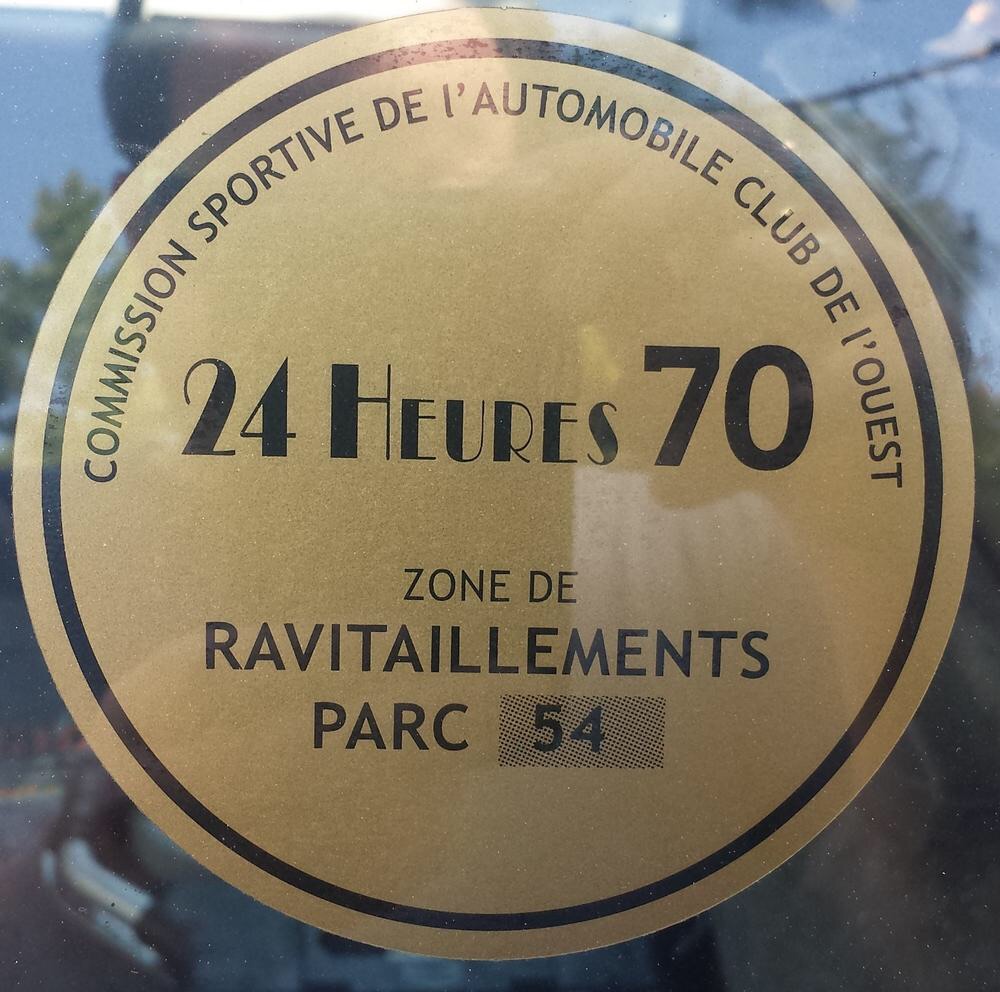 COMMISSION SPORTIVE DE l'AUTOMOBILE CLUB DE l'OUEST
24 HEURES 70
ZONE DE
RAVITAILLEMENTS
PARC 54